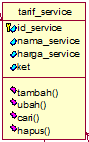 tarif_service
id_service
nama_service
harga_service
ket
tambah()
ubah()
cari()
hapus()